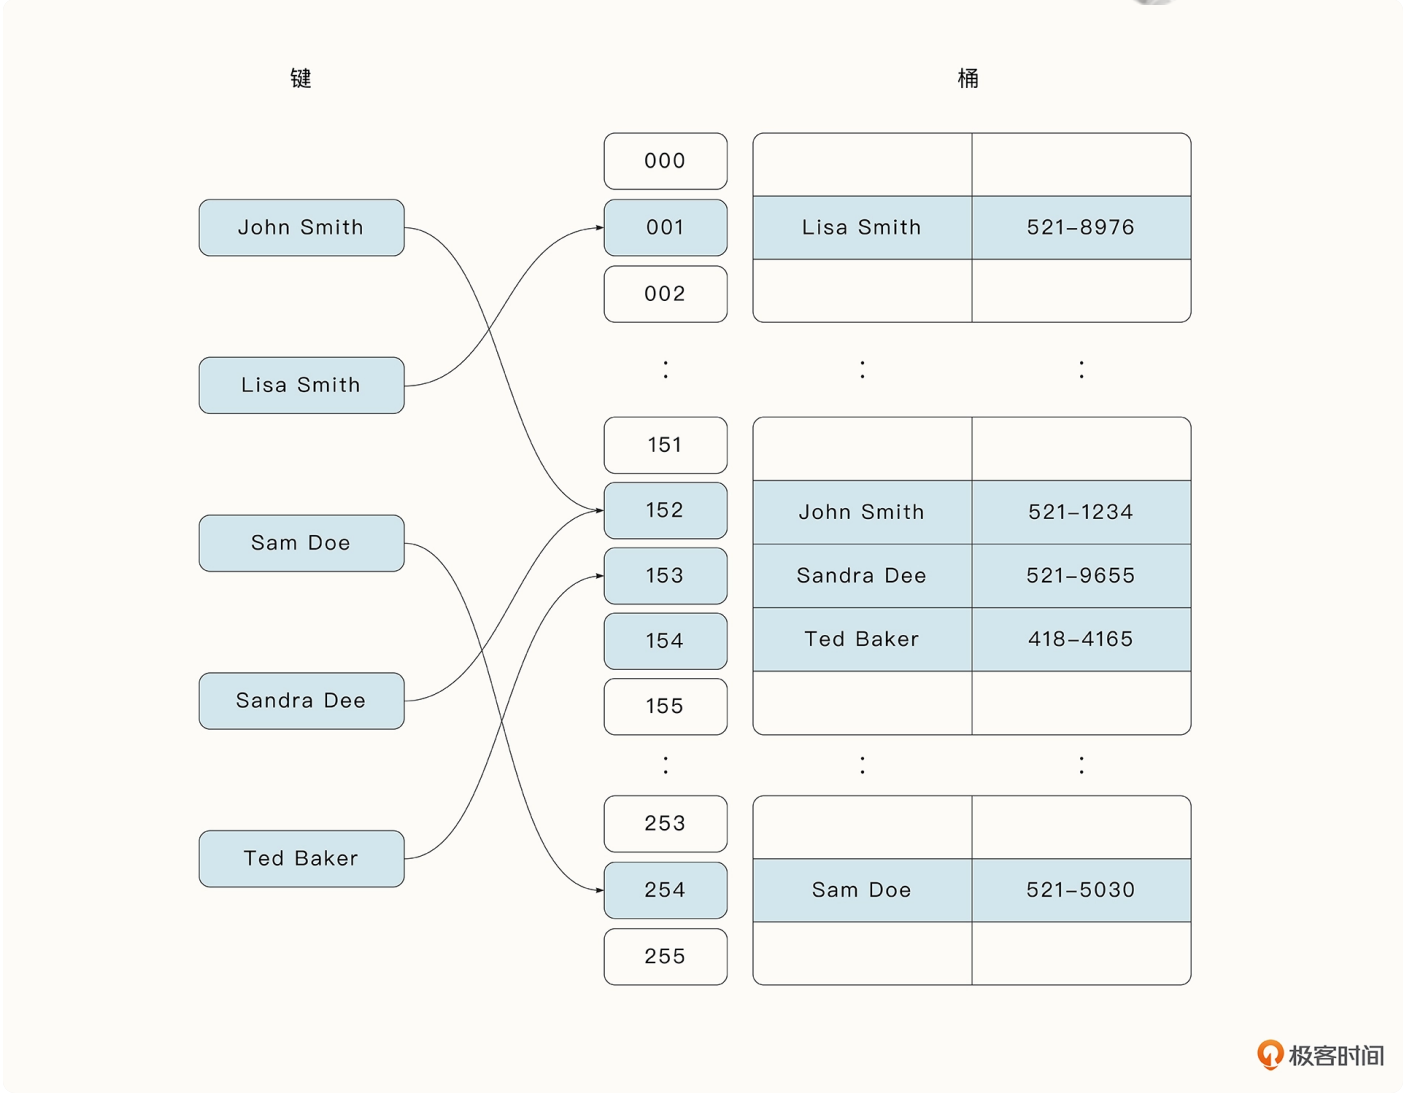 键
桶
John Smith
Lisa Smith
Sam Doe
Sandra Dee
Ted Baker
000
001 Lisa Smith 521-8976
002
:
:
:
151
152 John Smith 521-1234
153 Sandra Dee 521-9655
154 Ted Baker 418-4165
155
:
:
:
253
254 Sam Doe 521-5030
255
极客时间